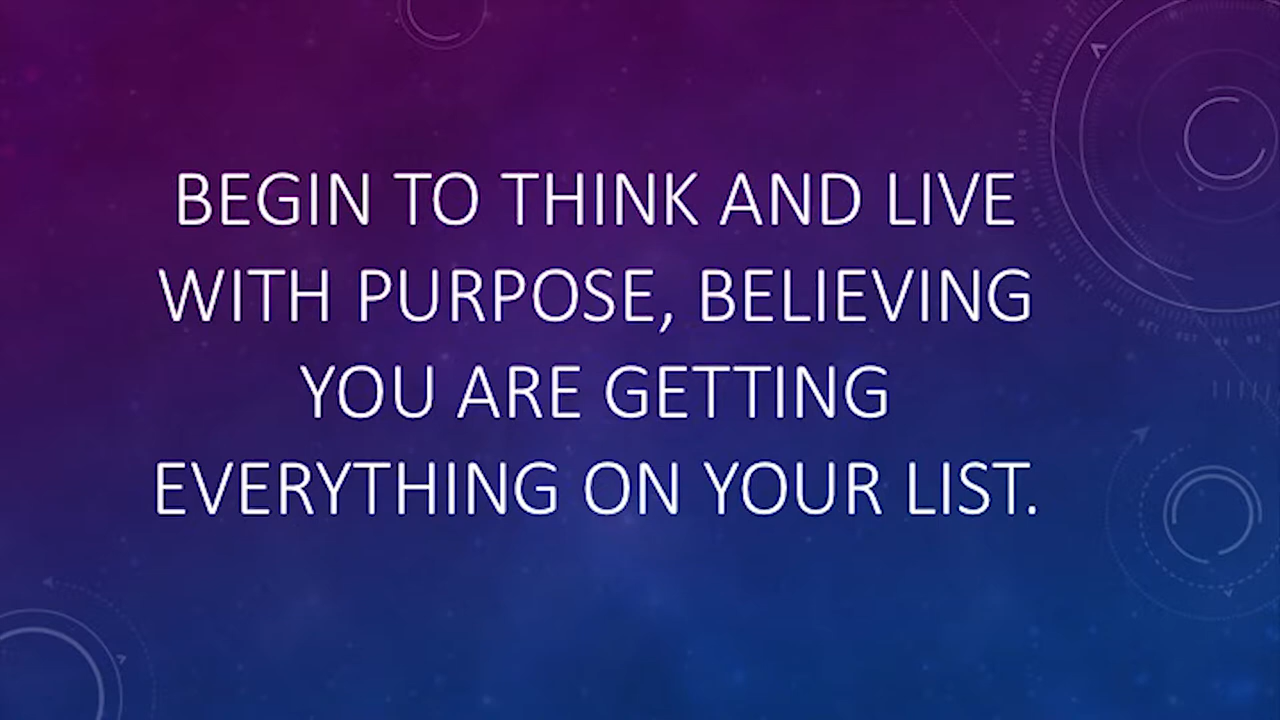 BEGIN TO THINK AND LIVE
WITH PURPOSE, BELIEVING
YOU ARE GETTING
EVERYTHING ON YOUR LIST.